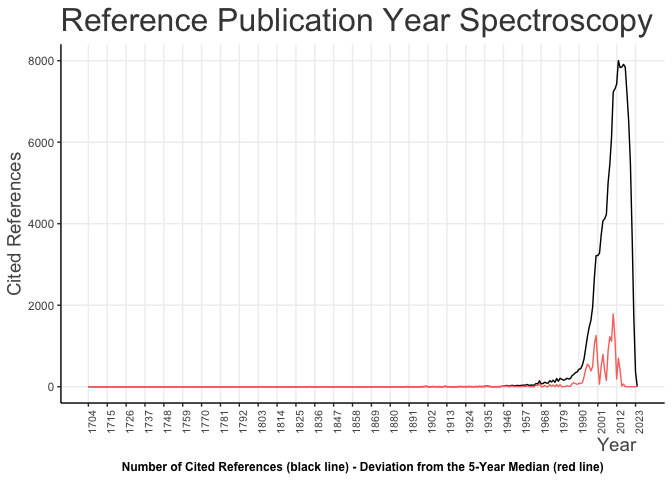 Reference Publication Year Spectroscopy
Cited References
8000
6000
4000
2000
0
1704 1715 1726 1737 1748 1759 1770 1781 1792 1803 1814 1825 1836 1847 1858 1869 1880 1891 1902 1913 1924 1935 1946 1957 1968 1979 1990 2001 2012 2023
Year
Number of Cited References (black line) - Deviation from the 5-Year Median (red line)